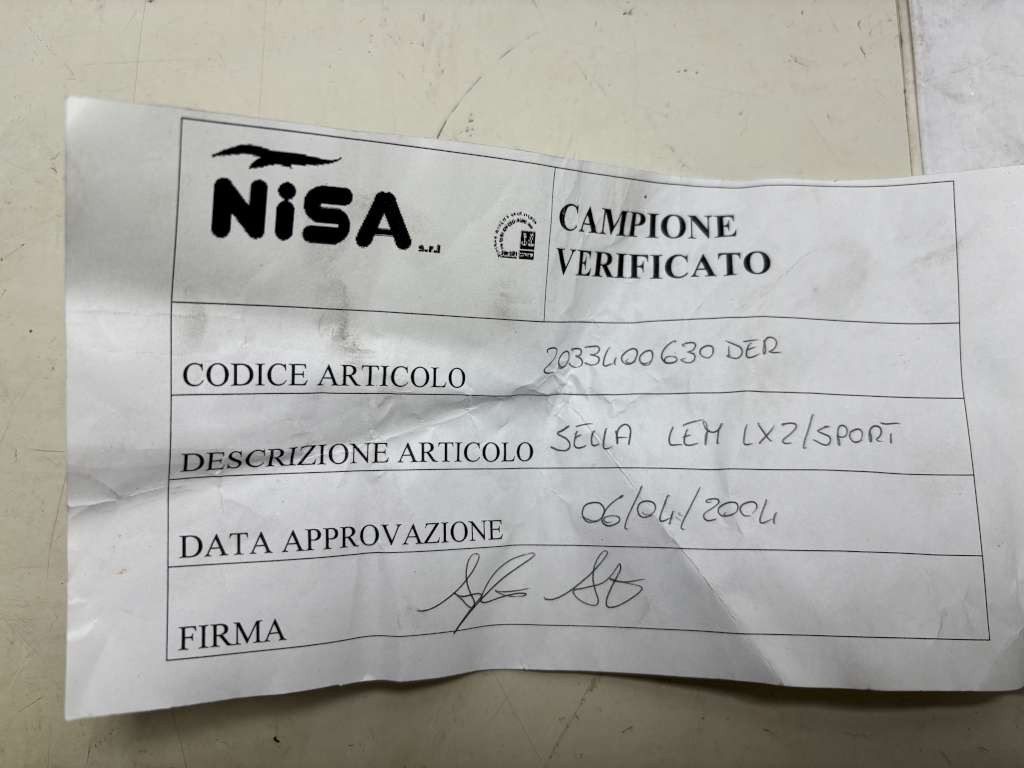 NiSA s.r.l
CAMPIONE
VERIFICATO
CODICE ARTICOLO 2033400630 DER
DESCRIZIONE ARTICOLO SELLA LEM LX2/SPORT
DATA APPROVAZIONE 06/04/2004
FIRMA